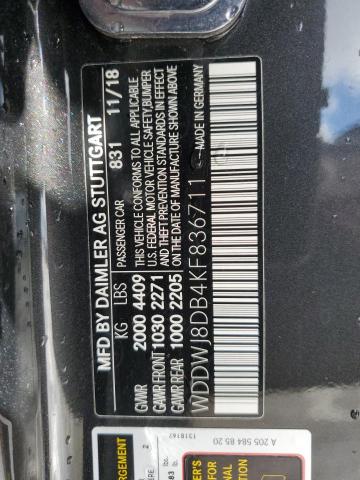 MFD BY DAIMLER AG STUTTGART
831 11/18
KG LBS PASSENGER CAR
GVWR 2000 4409
GAWR FRONT 1030 2271
GAWR REAR 1000 2205
THIS VEHICLE CONFORMS TO ALL APPLICABLE
U.S. FEDERAL MOTOR VEHICLE SAFETY, BUMPER
AND THEFT PREVENTION STANDARDS IN EFFECT
ON THE DATE OF MANUFACTURE SHOWN ABOVE
MADE IN GERMANY
WDDWJ8DB4KF836711
A 205 584 85 20
1318167